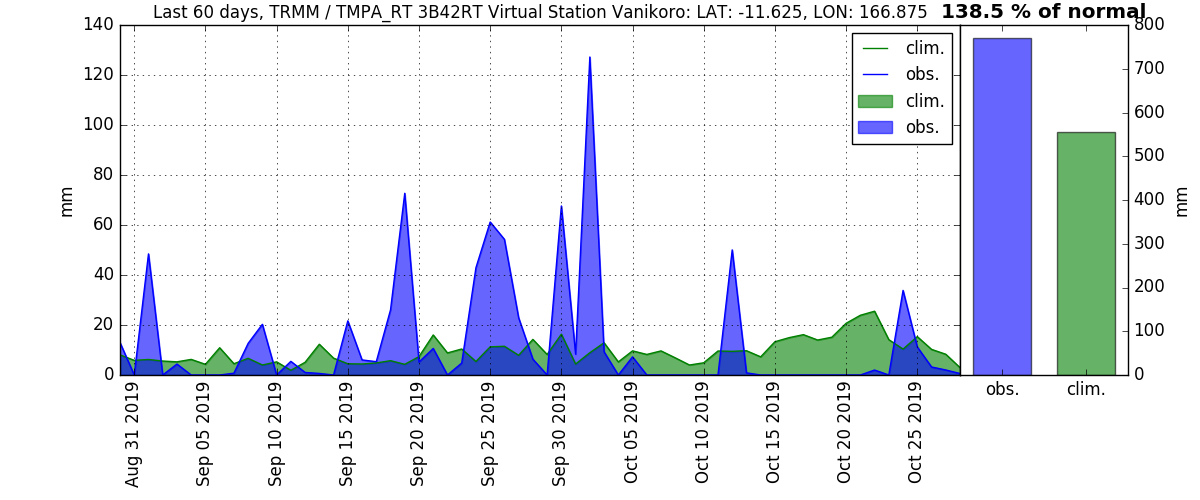 Last 60 days, TRMM / TMPA_RT 3B42RT Virtual Station Vanikoro: LAT: -11.625, LON: 166.875
138.5 % of normal
140
120
100
80
60
40
20
0
mm
clim.
obs.
clim.
obs.
800
700
600
500
400
300
200
100
0
mm
Aug 31 2019
Sep 05 2019
Sep 10 2019
Sep 15 2019
Sep 20 2019
Sep 25 2019
Sep 30 2019
Oct 05 2019
Oct 10 2019
Oct 15 2019
Oct 20 2019
Oct 25 2019
obs.
clim.